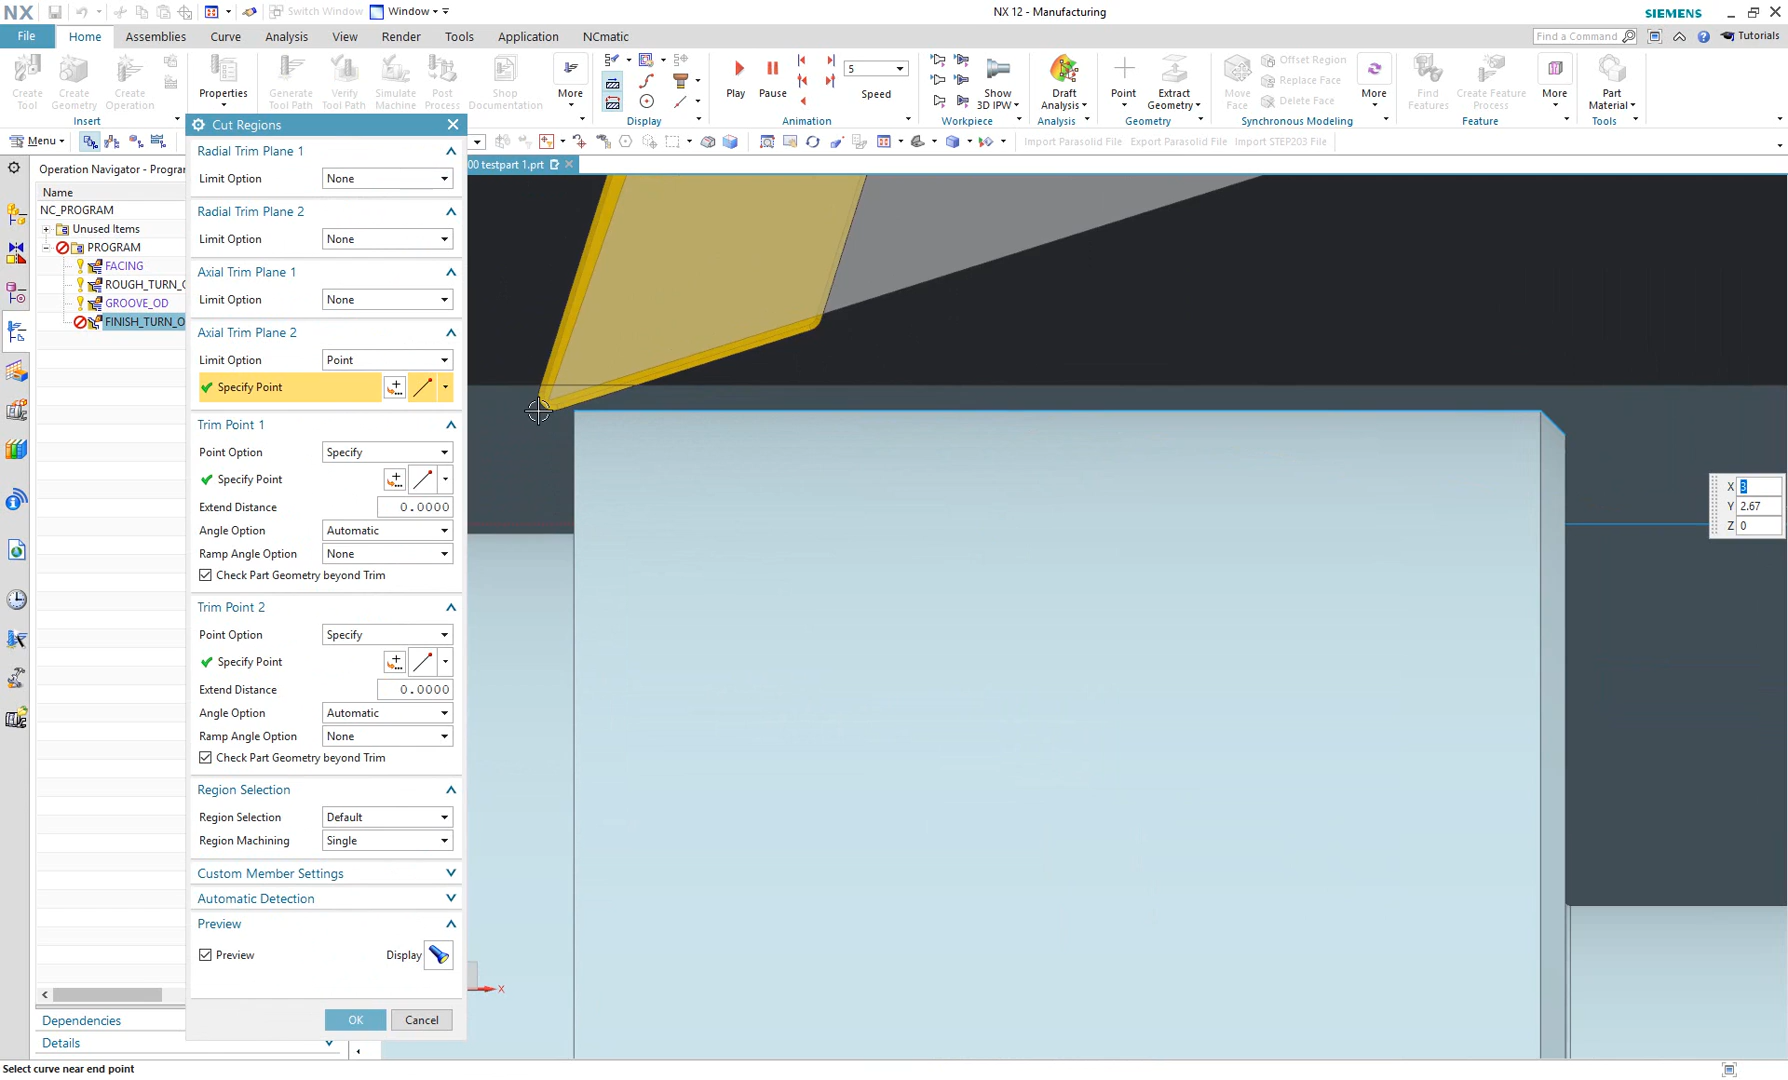 NX
Switch Window
Window
NX 12 - Manufacturing
SIEMENS
File
Home
Assemblies
Curve
Analysis
View
Render
Tools
Application
NCmatic
Find a Command
Tutorials
Create Tool
Create Geometry
Create Operation
Insert
Properties
Generate Tool Path
Verify Tool Path
Simulate Machine
Post Process
Shop Documentation
More
Display
Play
Pause
5
Speed
Animation
Show 3D IPW
Workpiece
Draft Analysis
Analysis
Point
Extract Geometry
Geometry
Move Face
Offset Region
Replace Face
Delete Face
More
Synchronous Modeling
Find Features
Create Feature Process
More
Feature
Part Material
Tools
Menu
Import Parasolid File
Export Parasolid File
Import STEP203 File
Operation Navigator - Progra
Name
NC_PROGRAM
Unused Items
PROGRAM
FACING
ROUGH_TURN_O
GROOVE_OD
FINISH_TURN_O
Dependencies
Details
00 testpart 1.prt
Cut Regions
Radial Trim Plane 1
Limit Option None
Radial Trim Plane 2
Limit Option None
Axial Trim Plane 1
Limit Option None
Axial Trim Plane 2
Limit Option Point
Specify Point
Trim Point 1
Point Option Specify
Specify Point
Extend Distance 0.0000
Angle Option Automatic
Ramp Angle Option None
Check Part Geometry beyond Trim
Trim Point 2
Point Option Specify
Specify Point
Extend Distance 0.0000
Angle Option Automatic
Ramp Angle Option None
Check Part Geometry beyond Trim
Region Selection
Region Selection Default
Region Machining Single
Custom Member Settings
Automatic Detection
Preview
Preview Display
OK Cancel
X 3
Y 2.67
Z 0
X
Select curve near end point